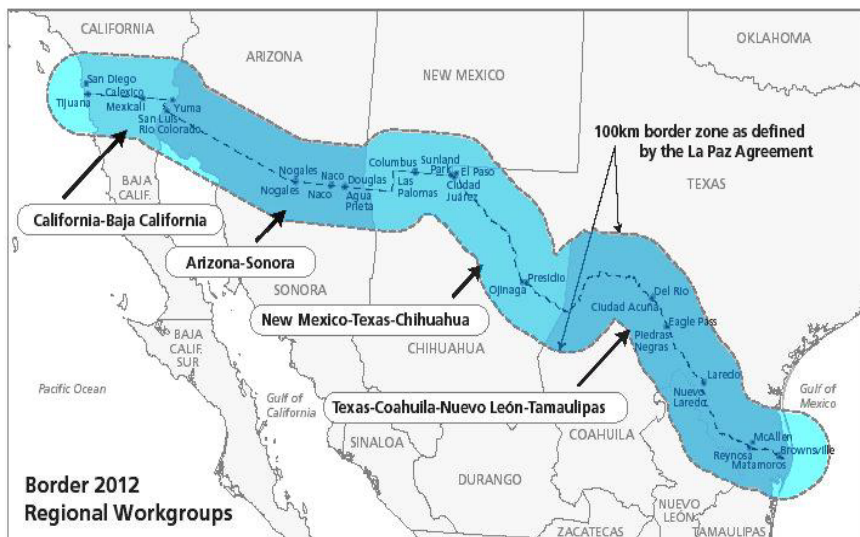 CALIFORNIA
ARIZONA
OKLAHOMA
NEW MEXICO
San Diego
Tijuana
Calexico
Mexicali
Yuma
San Luis
Rio Colorado
100km border zone as defined
by the La Paz Agreement
Columbus
Sunland
Park
El Paso
Ciudad
Juárez
Las
Palomas
Nogales
Nogales
Naco
Naco
Douglas
Agua
Prieta
TEXAS
BAJA
CALIF.
California-Baja California
Arizona-Sonora
SONORA
Presidio
Ojinaga
New Mexico-Texas-Chihuahua
Del Rio
Ciudad Acuña
Eagle Pass
Piedras
Negras
BAJA
CALIF.
SUR
CHIHUAHUA
Pacific Ocean
Gulf of
California
Texas-Coahuila-Nuevo León-Tamaulipas
Laredo
Nuevo
Laredo
Gulf of
Mexico
SINALOA
COAHUILA
McAllen
Brownsville
Reynosa
Matamoros
DURANGO
Border 2012
Regional Workgroups
NUEVO
LEÓN
ZACATECAS
TAMAULIPAS